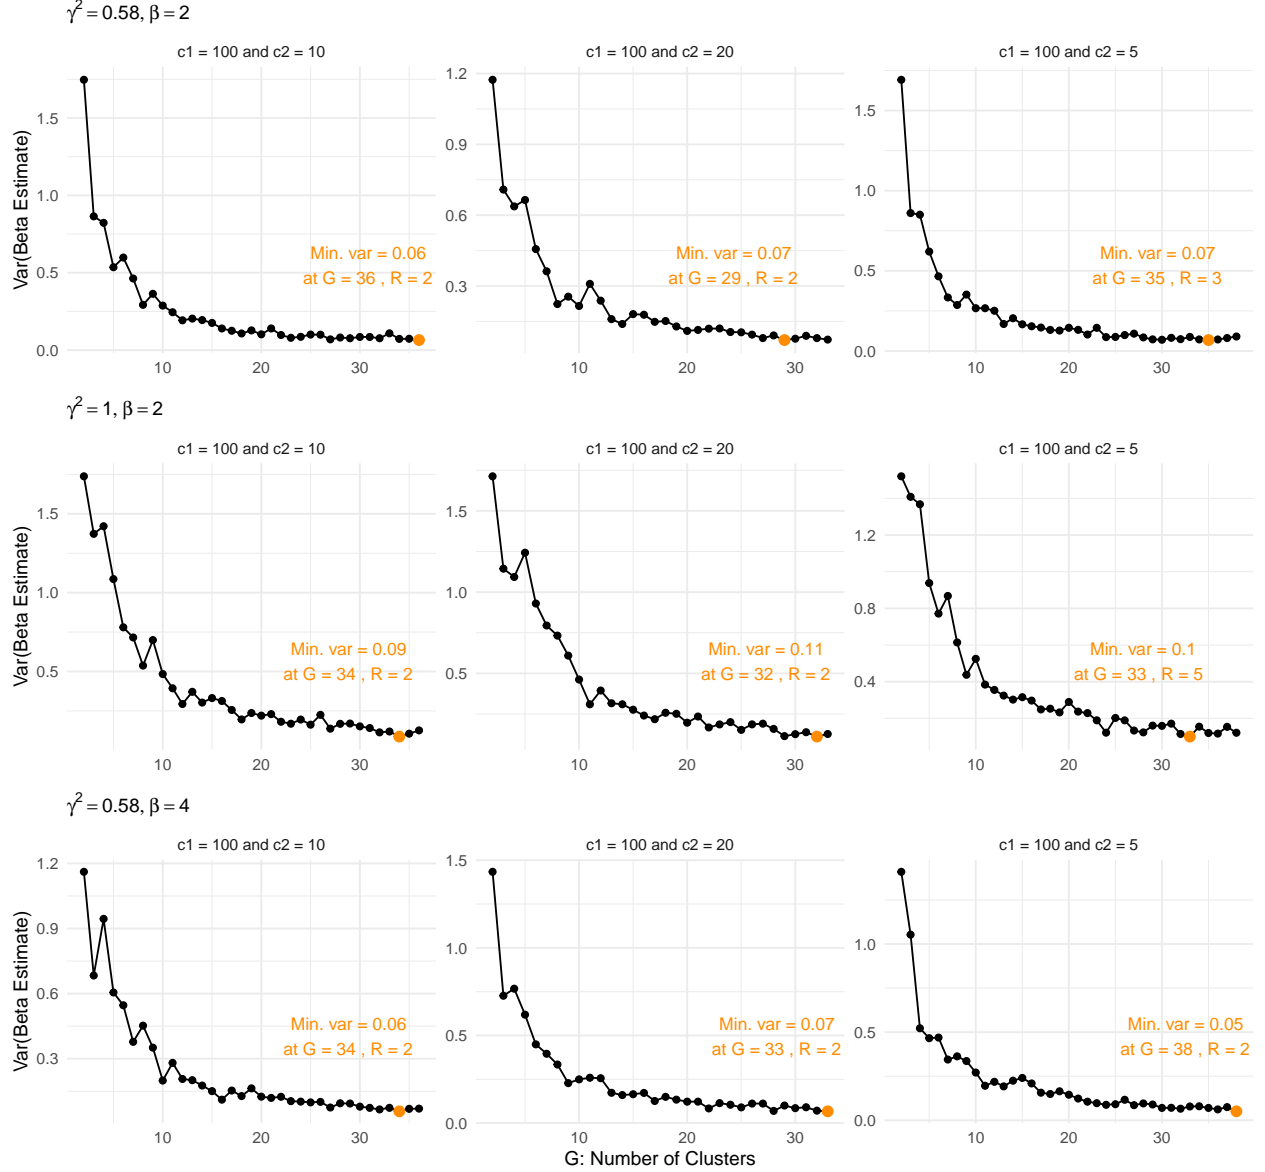 γ² = 0.58, β = 2
c1 = 100 and c2 = 10
c1 = 100 and c2 = 20
c1 = 100 and c2 = 5
Var(Beta Estimate)
1.5
1.0
0.5
0.0
Min. var = 0.06
at G = 36 , R = 2
10
20
30
1.2
0.9
0.6
0.3
Min. var = 0.07
at G = 29 , R = 2
10
20
30
1.5
1.0
0.5
0.0
Min. var = 0.07
at G = 35 , R = 3
10
20
30
γ² = 1, β = 2
c1 = 100 and c2 = 10
c1 = 100 and c2 = 20
c1 = 100 and c2 = 5
Var(Beta Estimate)
1.5
1.0
0.5
Min. var = 0.09
at G = 34 , R = 2
10
20
30
1.5
1.0
0.5
Min. var = 0.11
at G = 32 , R = 2
10
20
30
1.2
0.8
0.4
Min. var = 0.1
at G = 33 , R = 5
10
20
30
γ² = 0.58, β = 4
c1 = 100 and c2 = 10
c1 = 100 and c2 = 20
c1 = 100 and c2 = 5
Var(Beta Estimate)
1.2
0.9
0.6
0.3
Min. var = 0.06
at G = 34 , R = 2
10
20
30
1.5
1.0
0.5
0.0
Min. var = 0.07
at G = 33 , R = 2
10
20
30
1.0
0.5
0.0
Min. var = 0.05
at G = 38 , R = 2
10
20
30
G: Number of Clusters